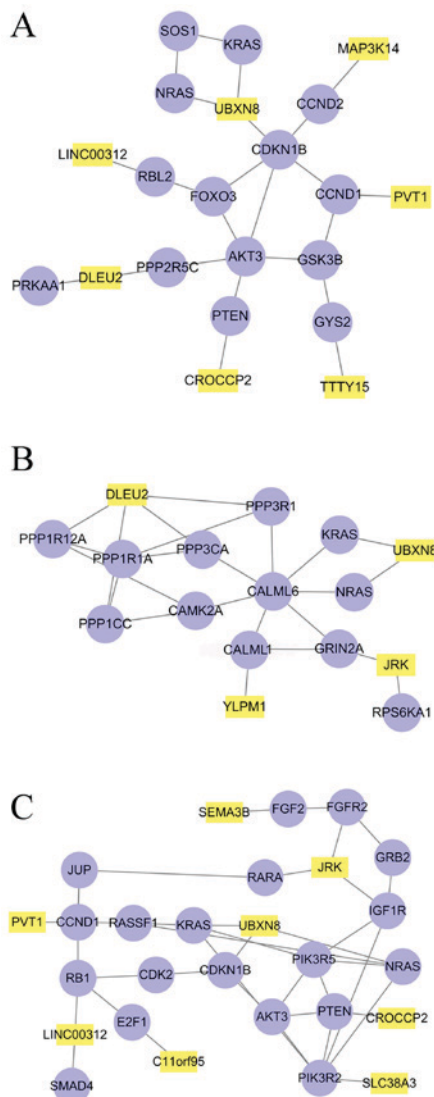 A
SOS1
KRAS
MAP3K14
NRAS
UBXN8
CCND2
LINC00312
CDKN1B
RBL2
FOXO3
CCND1
PVT1
AKT3
GSK3B
PRKAA1
DLEU2
PPP2R5C
PTEN
GYS2
CROCCP2
TTTY15
B
DLEU2
PPP3R1
PPP1R12A
PPP1R1A
PPP3CA
KRAS
UBXN8
CALML6
NRAS
PPP1CC
CAMK2A
CALML1
GRIN2A
JRK
YLPM1
RPS6KA1
C
SEMA3B
FGF2
FGFR2
JUP
RARA
JRK
GRB2
PVT1
CCND1
RASSF1
KRAS
UBXN8
IGF1R
RB1
CDK2
CDKN1B
PIK3R5
NRAS
LINC00312
E2F1
AKT3
PTEN
CROCCP2
C11orf95
SMAD4
PIK3R2
SLC38A3